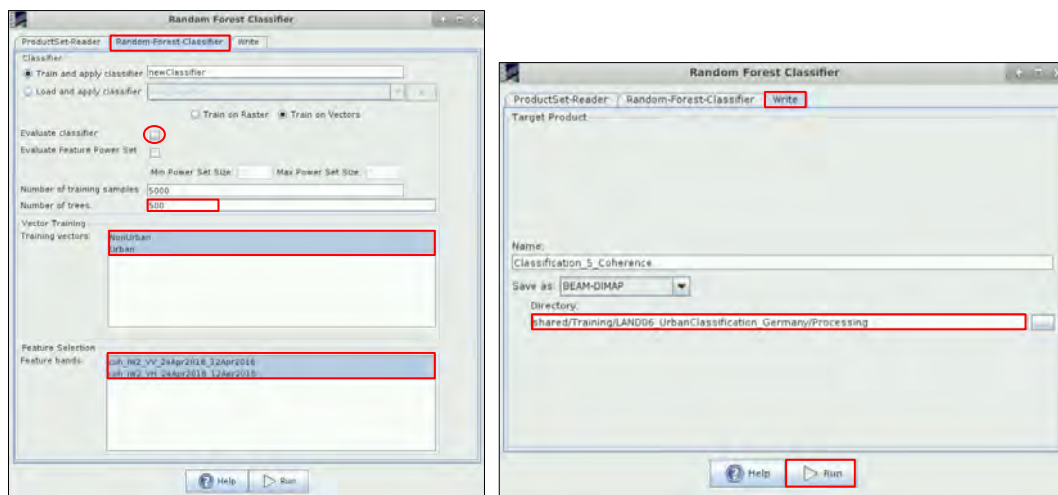 Random Forest Classifier
ProductSet-Reader Random-Forest-Classifier Write
Classifier
Train and apply classifier newClassifier
Load and apply classifier
Train on Raster Train on Vectors
Evaluate classifier
Evaluate Feature Power Set
Min Power Set Size: Max Power Set Size:
Number of training samples: 5000
Number of trees: 500
Vector Training
Training vectors: NonUrban
Urban
Feature Selection
Feature bands: coh_IW2_VV_24Apr2016_12Apr2016
coh_IW2_VH_24Apr2016_12Apr2016
Help Run
Random Forest Classifier
ProductSet-Reader Random-Forest-Classifier Write
Target Product
Name:
Classification_5_Coherence
Save as: BEAM-DIMAP
Directory:
shared/Training/LAND06_UrbanClassification_Germany/Processing
...
Help Run